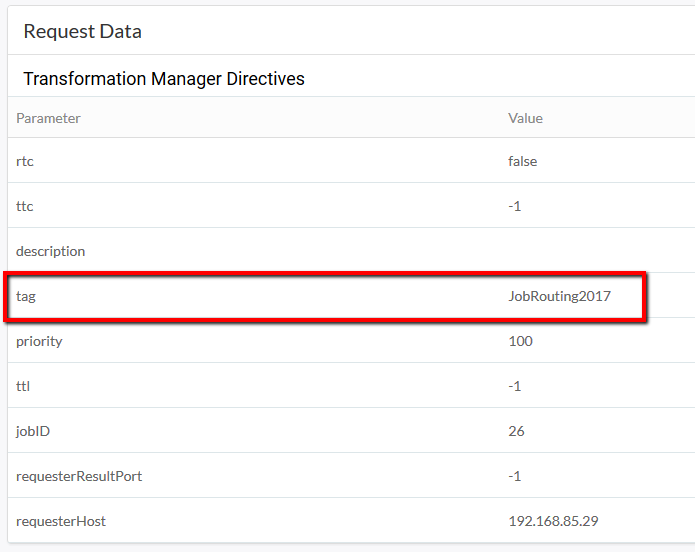 Request Data
Transformation Manager Directives
Parameter Value
rtc false
ttc -1
description
tag JobRouting2017
priority 100
ttl -1
jobID 26
requesterResultPort -1
requesterHost 192.168.85.29